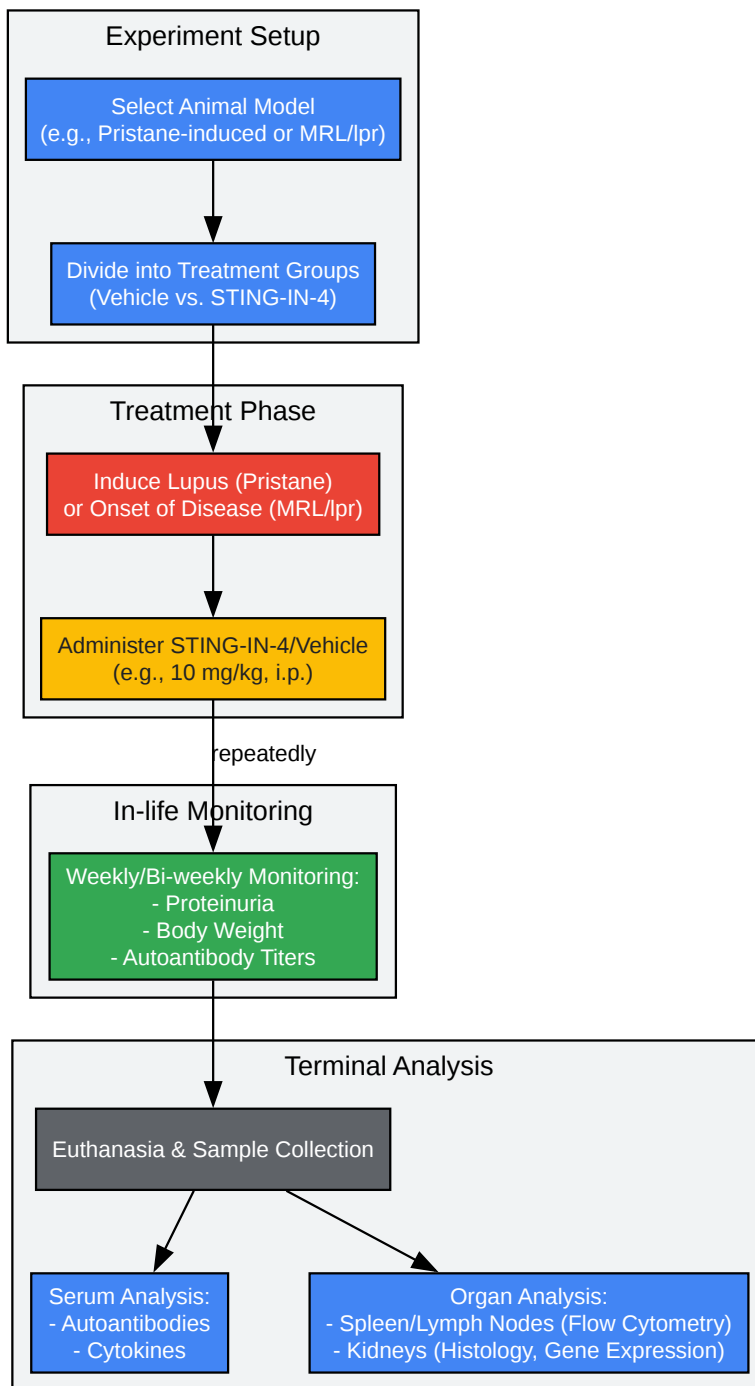 Experiment Setup
Select Animal Model
(e.g., Pristane-induced or MRL/lpr)
Divide into Treatment Groups
(Vehicle vs. STING-IN-4)
Treatment Phase
Induce Lupus (Pristane)
or Onset of Disease (MRL/lpr)
Administer STING-IN-4/Vehicle
(e.g., 10 mg/kg, i.p.)
repeatedly
In-life Monitoring
Weekly/Bi-weekly Monitoring:
- Proteinuria
- Body Weight
- Autoantibody Titers
Terminal Analysis
Euthanasia & Sample Collection
Serum Analysis:
- Autoantibodies
- Cytokines
Organ Analysis:
- Spleen/Lymph Nodes (Flow Cytometry)
- Kidneys (Histology, Gene Expression)